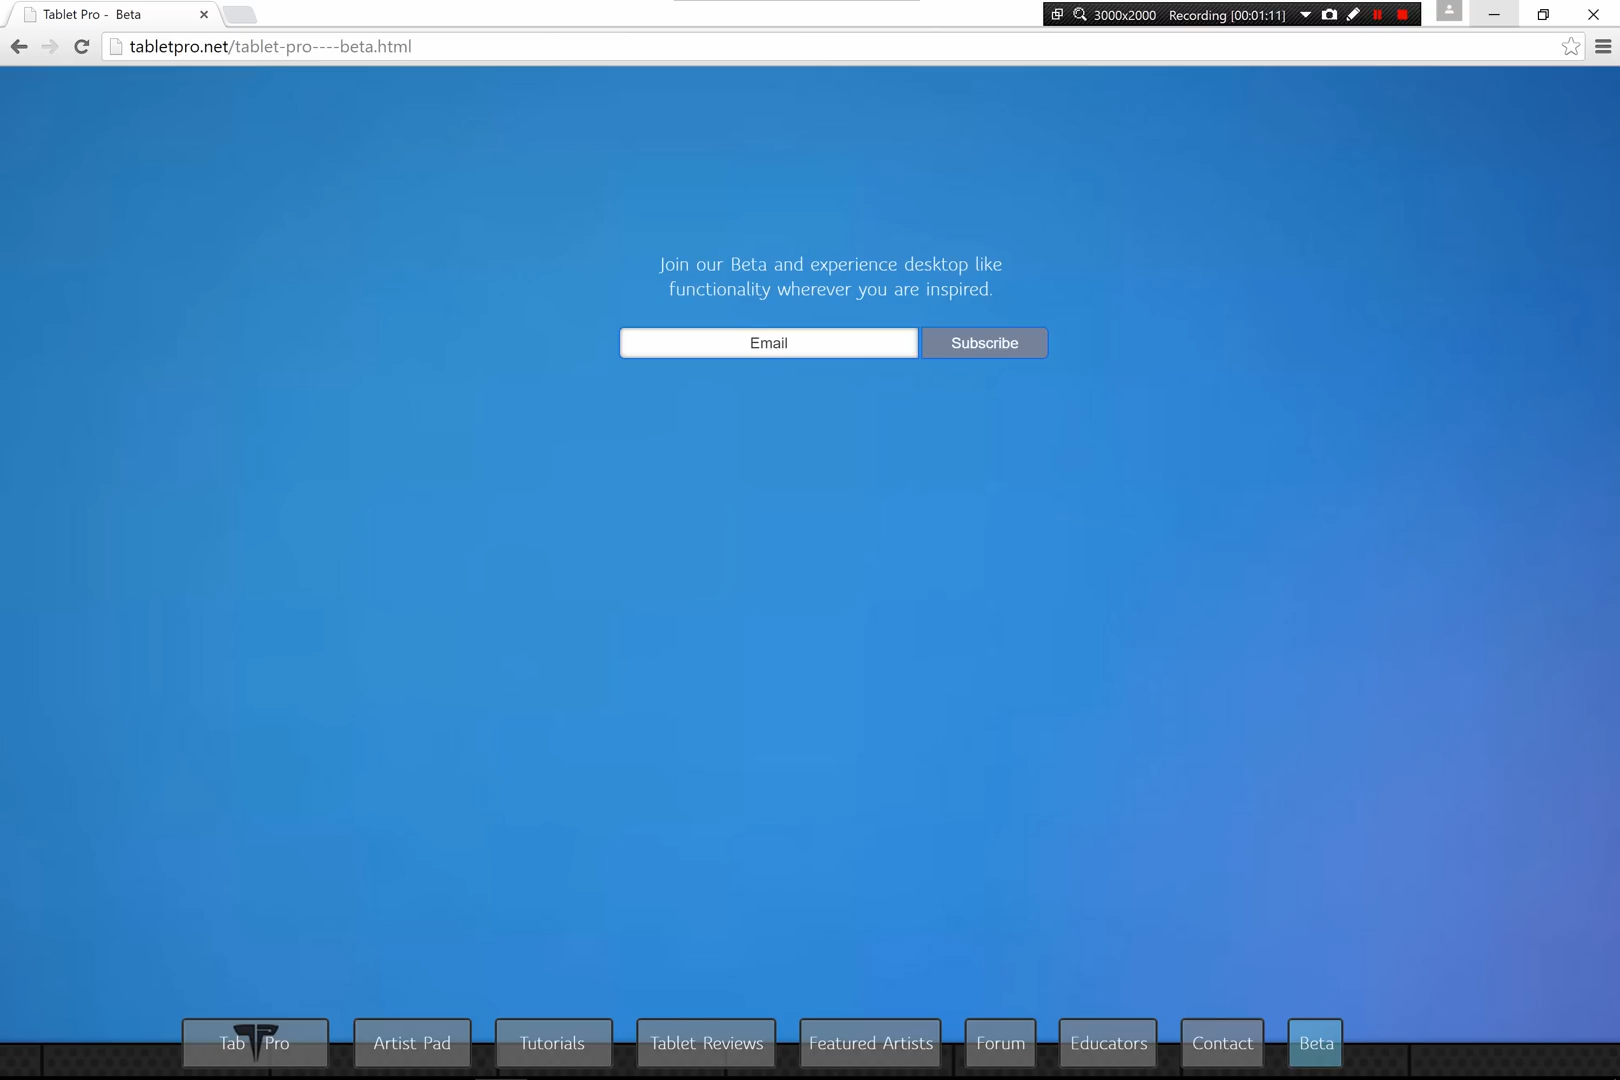 Tablet Pro - Beta
3000x2000 Recording [00:01:11]
tabletpro.net/tablet-pro----beta.html
Join our Beta and experience desktop like
functionality wherever you are inspired.
Email Subscribe
Tab Pro Artist Pad Tutorials Tablet Reviews Featured Artists Forum Educators Contact Beta